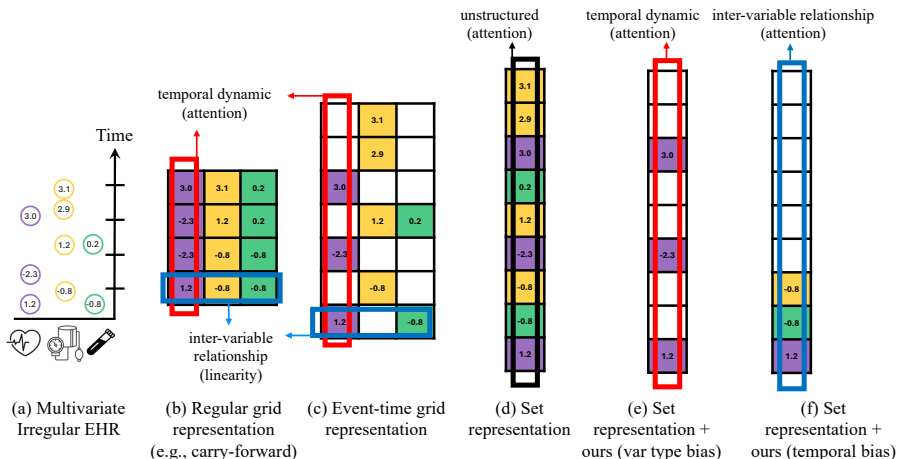 unstructured
(attention)
temporal dynamic
(attention)
inter-variable relationship
(attention)
temporal dynamic
(attention)
Time
3.1
2.9
3.0
1.2
0.2
-2.3
-0.8
1.2
-0.8
3.0 3.1 0.2
-2.3 1.2 0.2
-2.3 -0.8 -0.8
1.2 -0.8 -0.8
inter-variable
relationship
(linearity)
3.1
2.9
3.0
1.2 0.2
-2.3
-0.8
1.2 -0.8
3.1
2.9
3.0
0.2
1.2
-2.3
-0.8
-0.8
1.2
3.0
-2.3
1.2
-0.8
-0.8
1.2
(a) Multivariate
Irregular EHR
(b) Regular grid
representation
(e.g., carry-forward)
(c) Event-time grid
representation
(d) Set
representation
(e) Set
representation +
ours (var type bias)
(f) Set
representation +
ours (temporal bias)